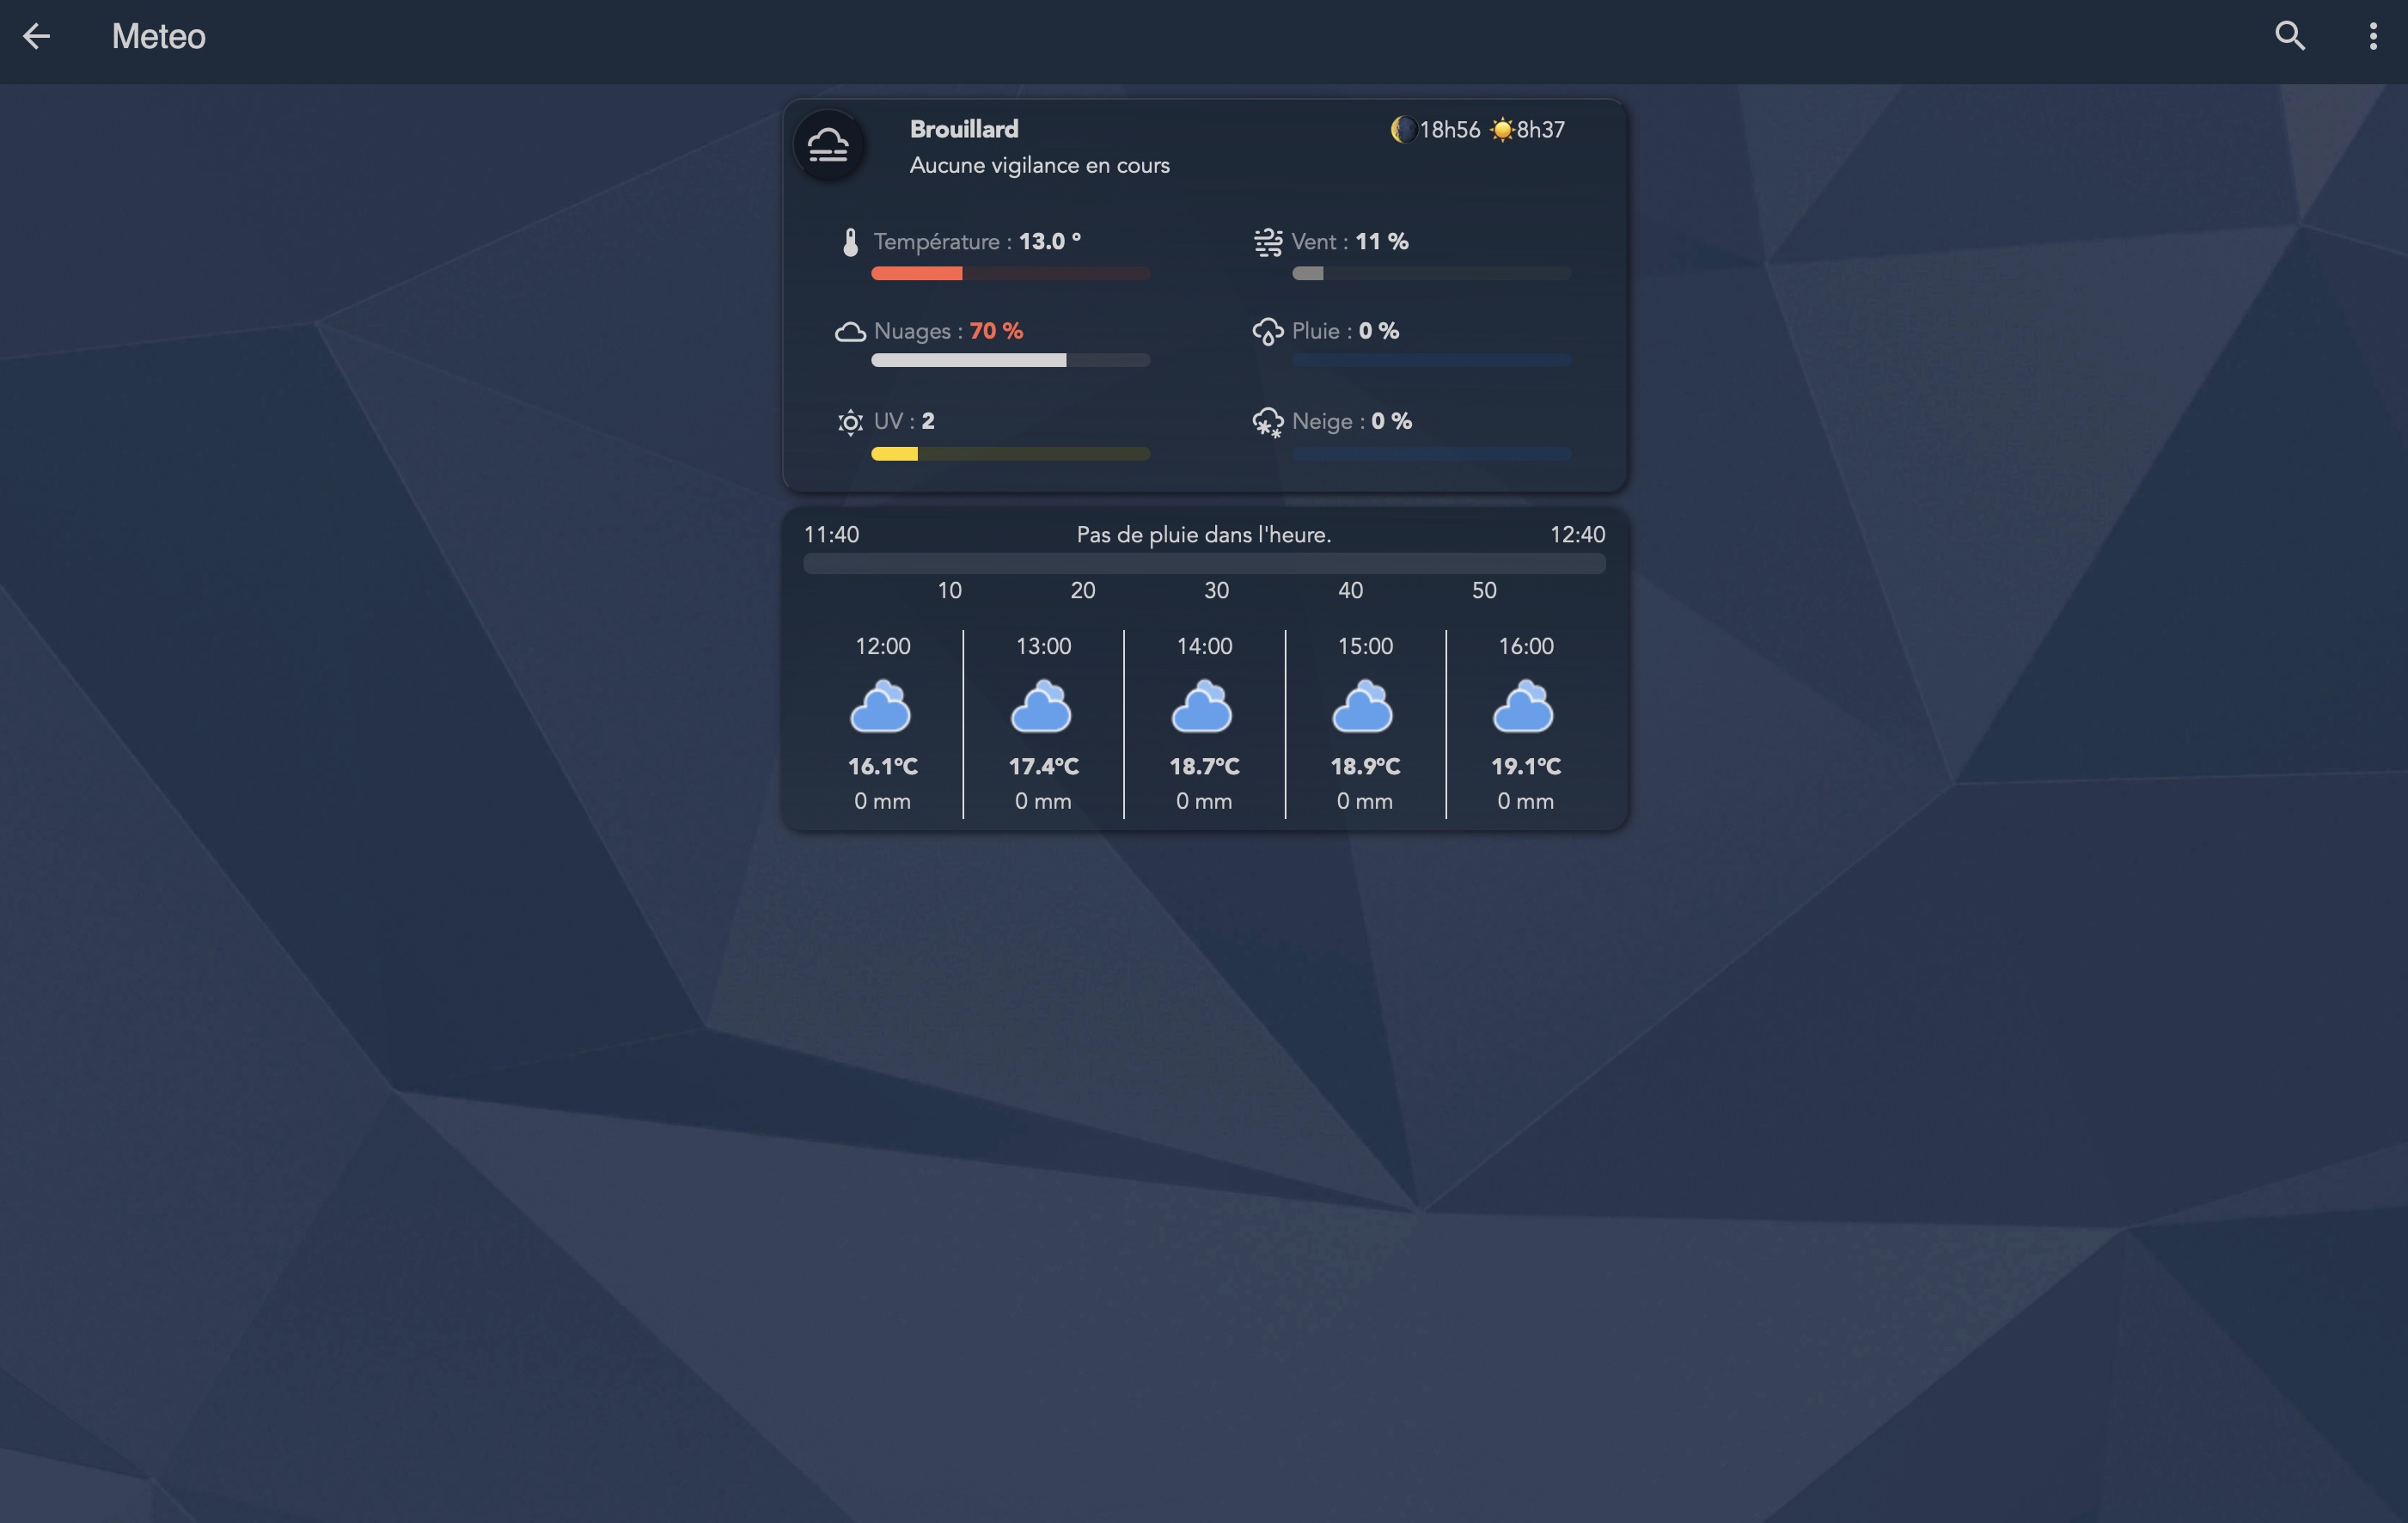 Meteo
Brouillard
18h56 8h37
Aucune vigilance en cours
Température : 13.0 °
Vent : 11 %
Nuages : 70 %
Pluie : 0 %
UV : 2
Neige : 0 %
11:40 Pas de pluie dans l'heure. 12:40
10 20 30 40 50
12:00 13:00 14:00 15:00 16:00
16.1°C 17.4°C 18.7°C 18.9°C 19.1°C
0 mm 0 mm 0 mm 0 mm 0 mm